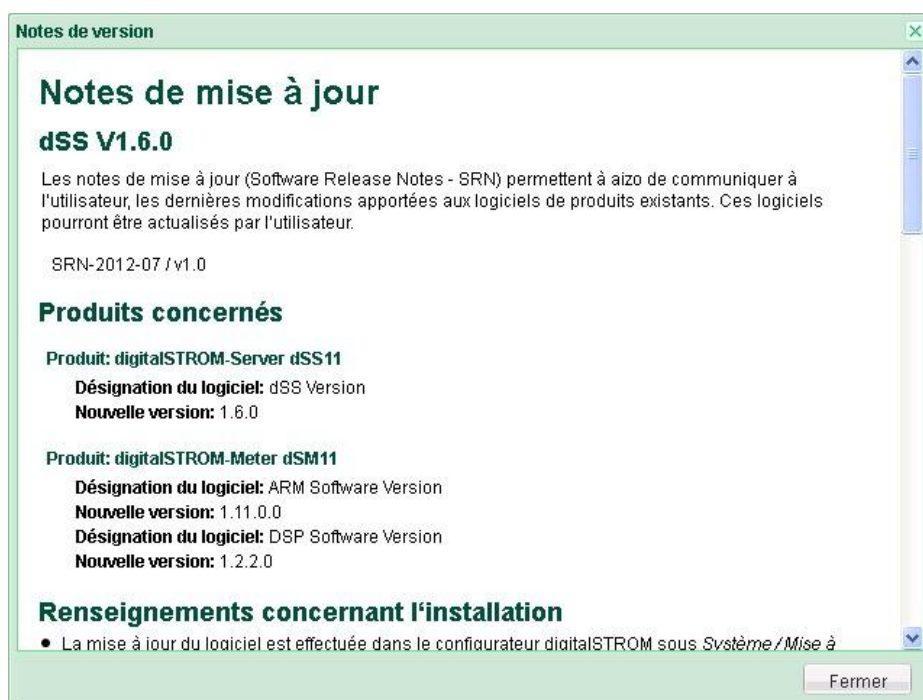 Notes de version
Notes de mise à jour
dSS V1.6.0
Les notes de mise à jour (Software Release Notes - SRN) permettent à aizo de communiquer à
l'utilisateur, les dernières modifications apportées aux logiciels de produits existants. Ces logiciels
pourront être actualisés par l'utilisateur.
SRN-2012-07 / v1.0
Produits concernés
Produit: digitalSTROM-Server dSS11
Désignation du logiciel: dSS Version
Nouvelle version: 1.6.0
Produit: digitalSTROM-Meter dSM11
Désignation du logiciel: ARM Software Version
Nouvelle version: 1.11.0.0
Désignation du logiciel: DSP Software Version
Nouvelle version: 1.2.2.0
Renseignements concernant l'installation
• La mise à jour du logiciel est effectuée dans le configurateur digitalSTROM sous Système / Mise à
Fermer